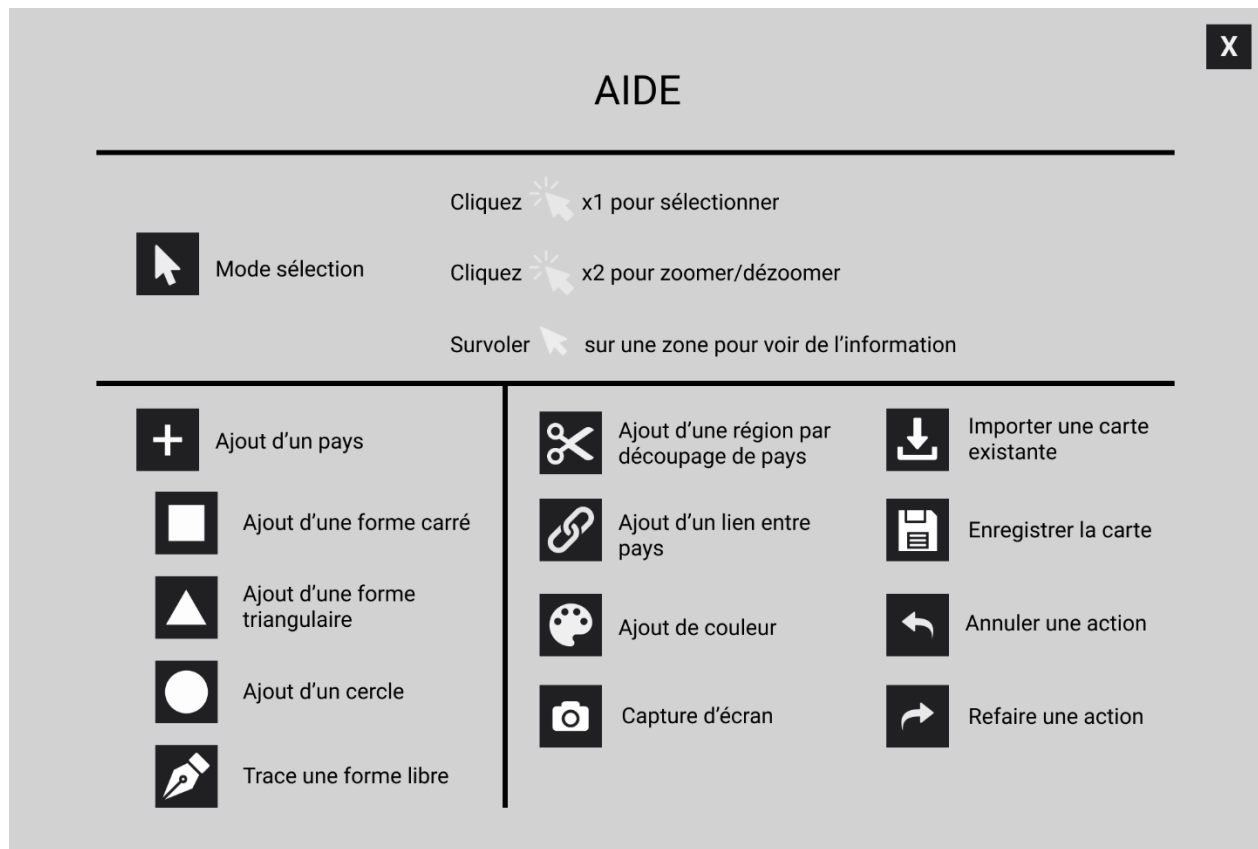 X
AIDE
Cliquez x1 pour sélectionner
Mode sélection
Cliquez x2 pour zoomer/dézoomer
Survoler sur une zone pour voir de l'information
Ajout d'un pays
Ajout d'une forme carré
Ajout d'une forme
triangulaire
Ajout d'un cercle
Trace une forme libre
Ajout d'une région par
découpage de pays
Ajout d'un lien entre
pays
Ajout de couleur
Capture d'écran
Importer une carte
existante
Enregistrer la carte
Annuler une action
Refaire une action